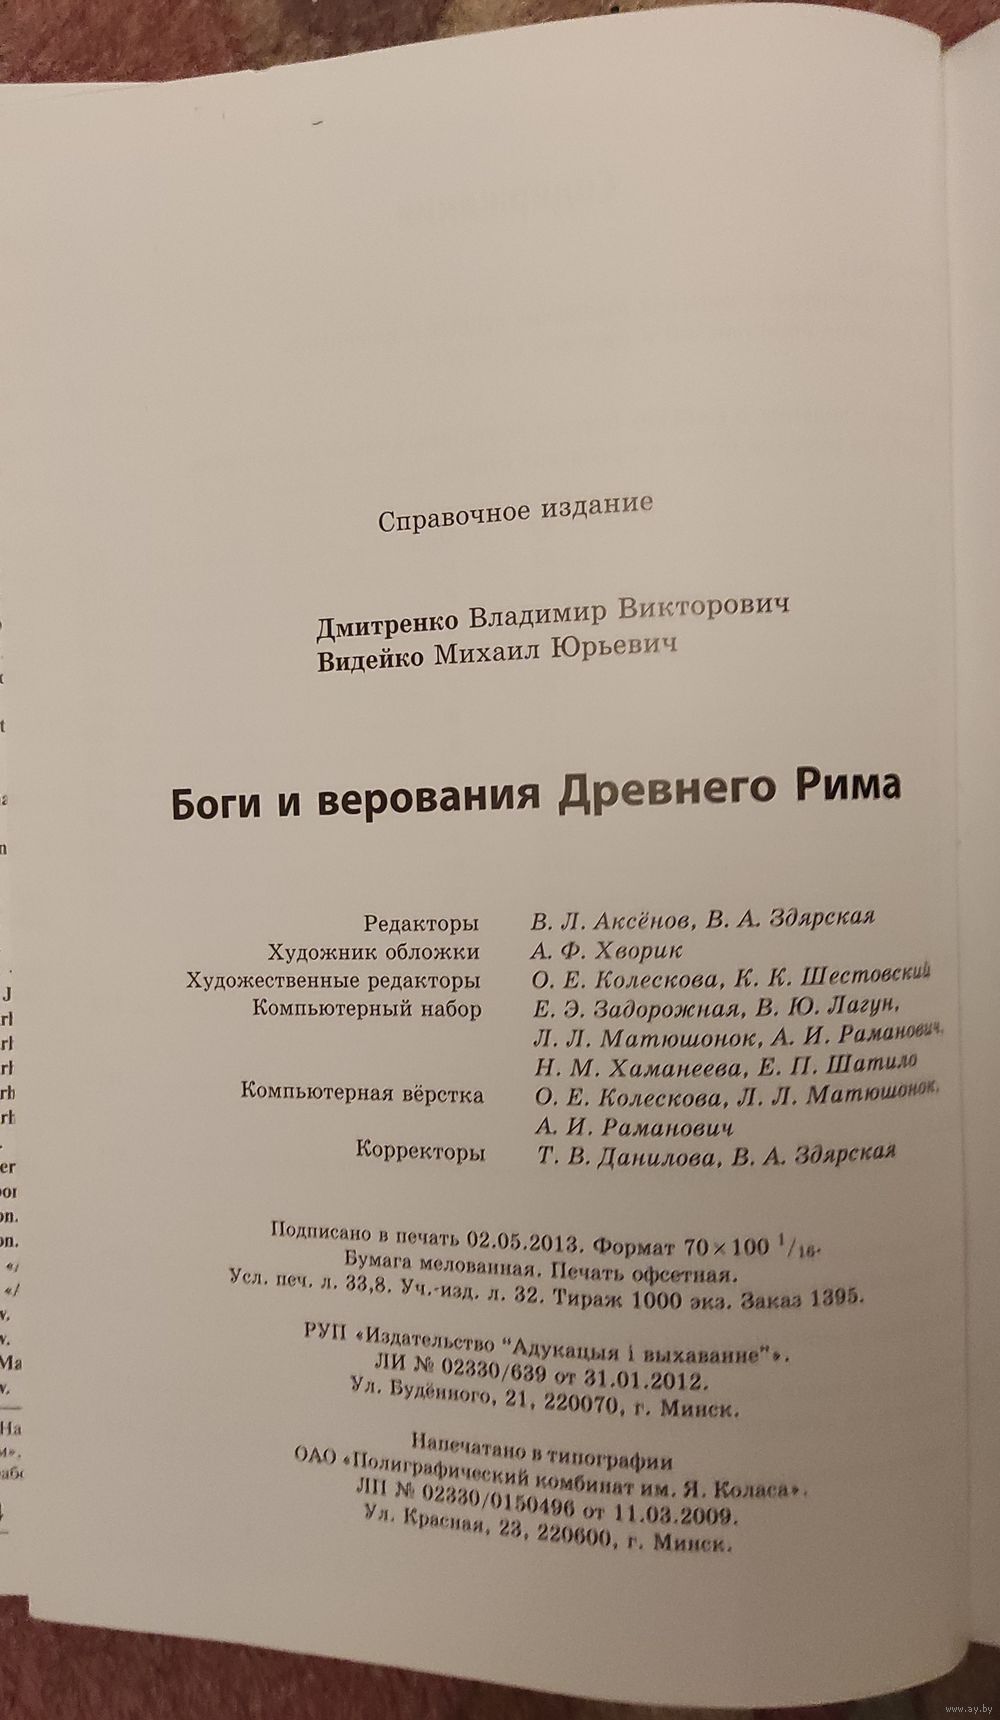 Справочное издание
Дмитренко Владимир Викторович
Видейко Михаил Юрьевич
Боги и верования Древнего Рима
Редакторы В. Л. Аксёнов, В. А. Здярская
Художник обложки А. Ф. Хворик
Художественные редакторы О. Е. Колескова, К. К. Шестовский
Компьютерный набор Е. Э. Задорожная, В. Ю. Лагун,
Л. Л. Матюшонок, А. И. Раманович,
Н. М. Хаманеева, Е. П. Шатило
Компьютерная вёрстка О. Е. Колескова, Л. Л. Матюшонок,
А. И. Раманович
Корректоры Т. В. Данилова, В. А. Здярская
Подписано в печать 02.05.2013. Формат 70×100 1/16.
Бумага мелованная. Печать офсетная.
Усл. печ. л. 33,8. Уч.-изд. л. 32. Тираж 1000 экз. Заказ 1395.
РУП «Издательство "Адукацыя і выхаванне"».
ЛИ № 02330/639 от 31.01.2012.
Ул. Будённого, 21, 220070, г. Минск.
Напечатано в типографии
ОАО «Полиграфический комбинат им. Я. Коласа».
ЛП № 02330/0150496 от 11.03.2009.
Ул. Красная, 23, 220600, г. Минск.
www.ay.by